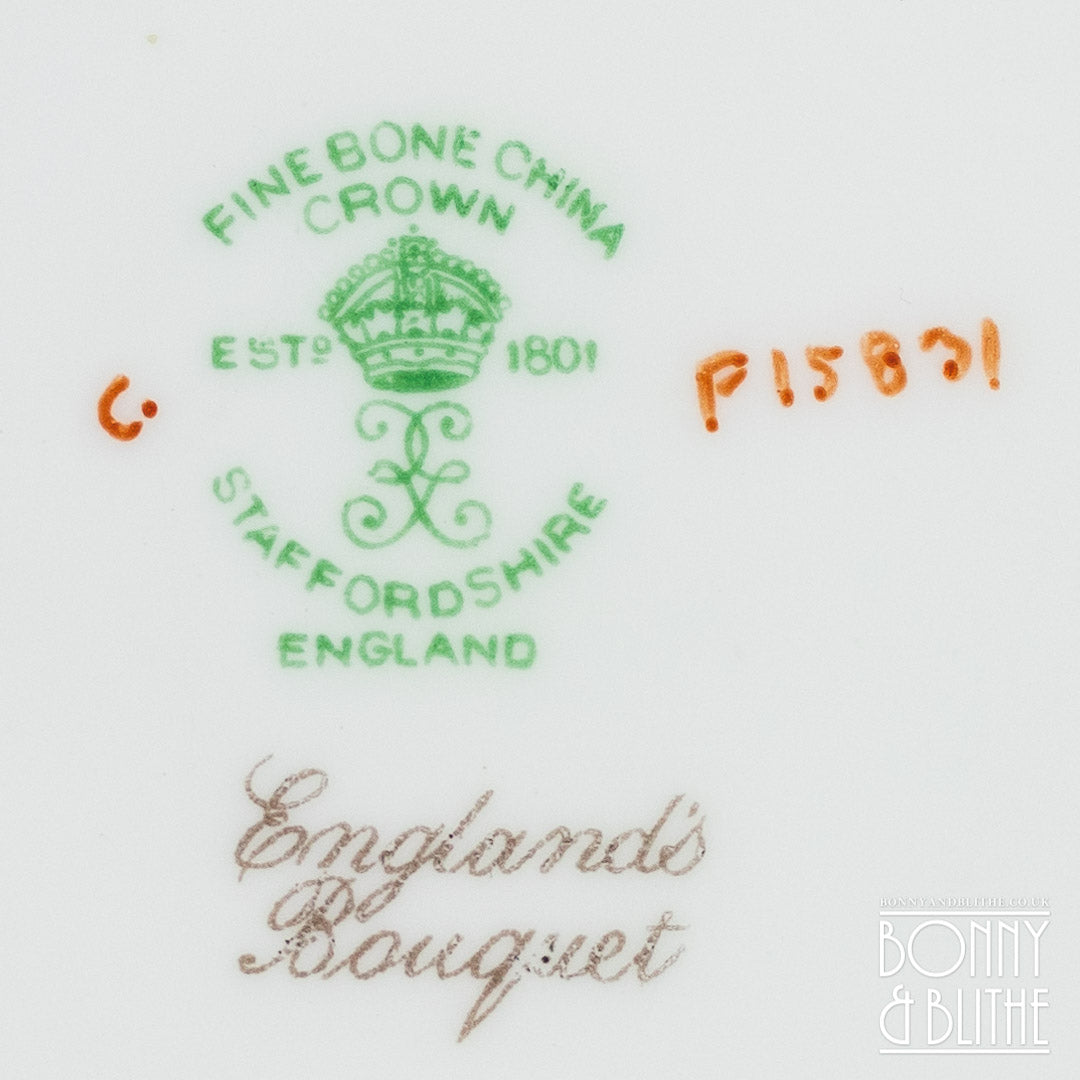 FINE BONE CHINA
CROWN
ESTD 1801
STAFFORDSHIRE
ENGLAND
C.
F15831
England's
Bouquet
BONNYANDBLITHE.CO.UK
BONNY
& BLITHE